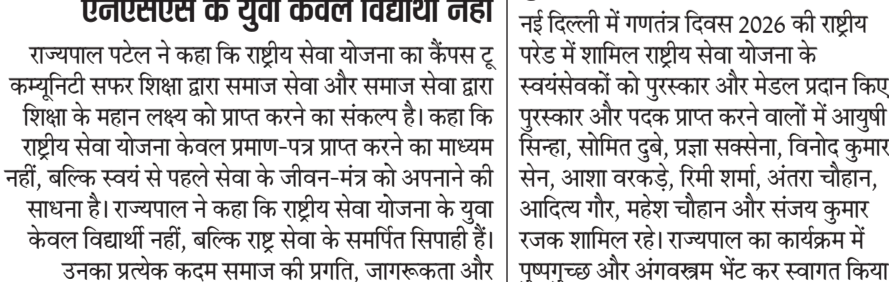 एनएसएस के युवा केवल विद्यार्थी नहीं
राज्यपाल पटेल ने कहा कि राष्ट्रीय सेवा योजना का कैंपस टू
कम्यूनिटी सफर शिक्षा द्वारा समाज सेवा और समाज सेवा द्वारा
शिक्षा के महान लक्ष्य को प्राप्त करने का संकल्प है। कहा कि
राष्ट्रीय सेवा योजना केवल प्रमाण-पत्र प्राप्त करने का माध्यम
नहीं, बल्कि स्वयं से पहले सेवा के जीवन-मंत्र को अपनाने की
साधना है। राज्यपाल ने कहा कि राष्ट्रीय सेवा योजना के युवा
केवल विद्यार्थी नहीं, बल्कि राष्ट्र सेवा के समर्पित सिपाही हैं।
उनका प्रत्येक कदम समाज की प्रगति, जागरूकता और
नई दिल्ली में गणतंत्र दिवस 2026 की राष्ट्रीय
परेड में शामिल राष्ट्रीय सेवा योजना के
स्वयंसेवकों को पुरस्कार और मेडल प्रदान किए
पुरस्कार और पदक प्राप्त करने वालों में आयुषी
सिन्हा, सोमित दुबे, प्रज्ञा सक्सेना, विनोद कुमार
सेन, आशा वरकड़े, रिमी शर्मा, अंतरा चौहान,
आदित्य गौर, महेश चौहान और संजय कुमार
रजक शामिल रहे। राज्यपाल का कार्यक्रम में
पुष्पगुच्छ और अंगवस्त्रम भेंट कर स्वागत किया